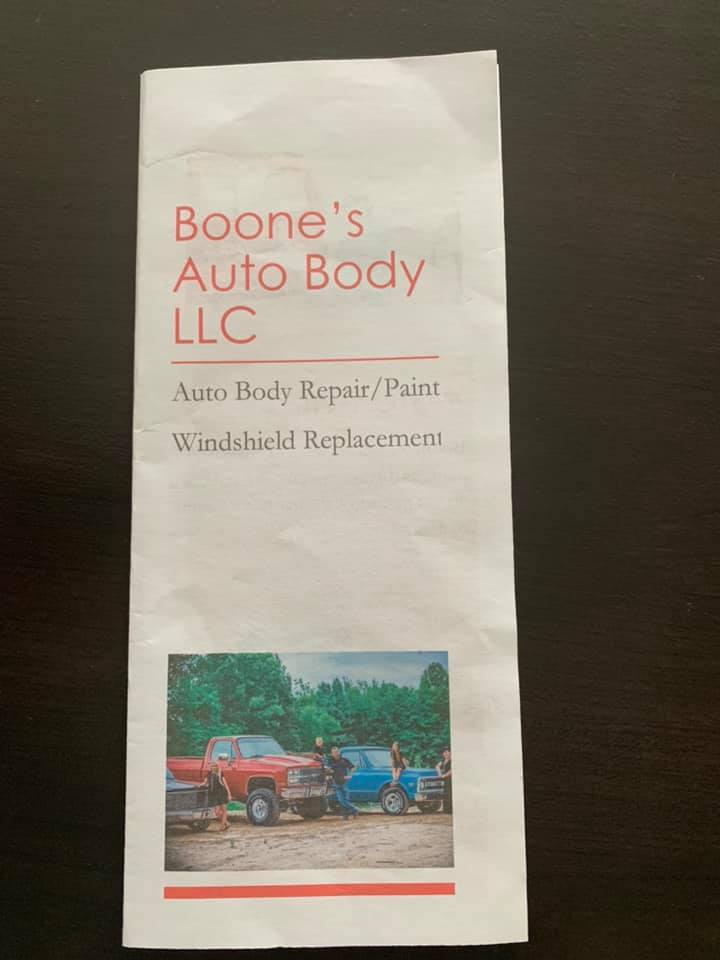 Boone's
Auto Body
LLC
Auto Body Repair/Paint
Windshield Replacement